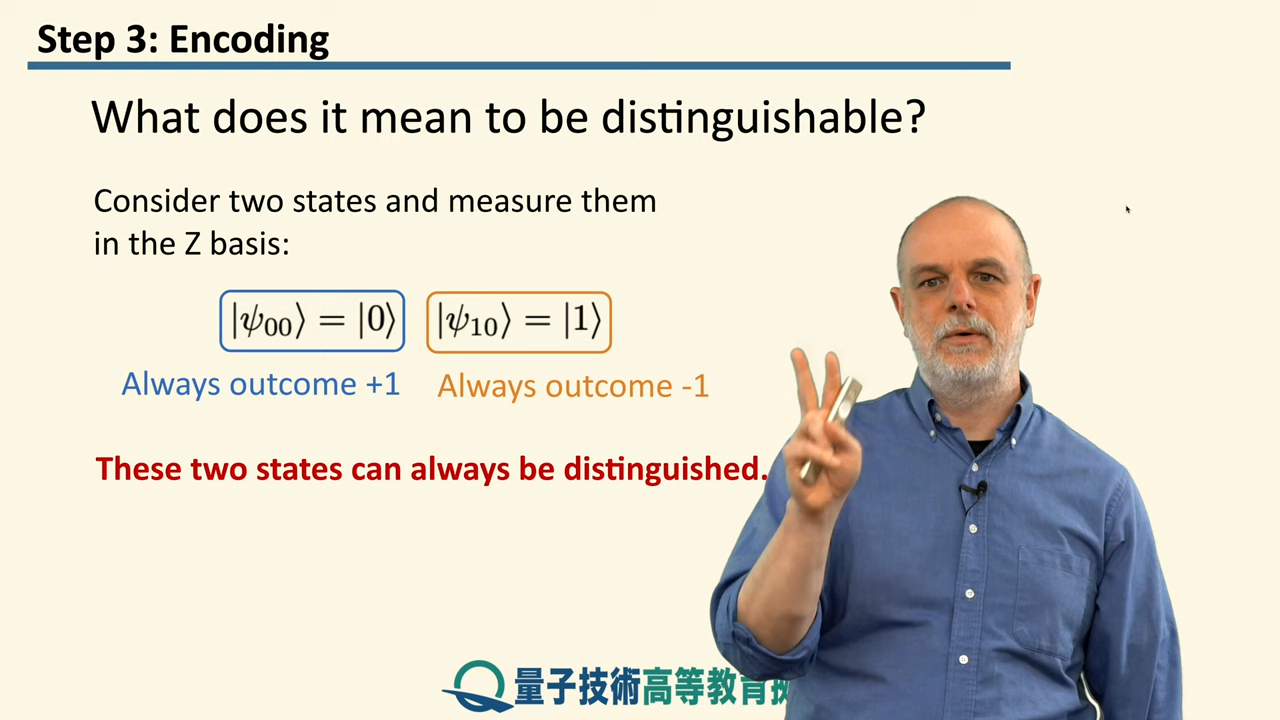 Step 3: Encoding
What does it mean to be distinguishable?
Consider two states and measure them
in the Z basis:
|ψ₀₀⟩ = |0⟩ |ψ₁₀⟩ = |1⟩
Always outcome +1 Always outcome -1
These two states can always be distinguished.
量子技術高等教育